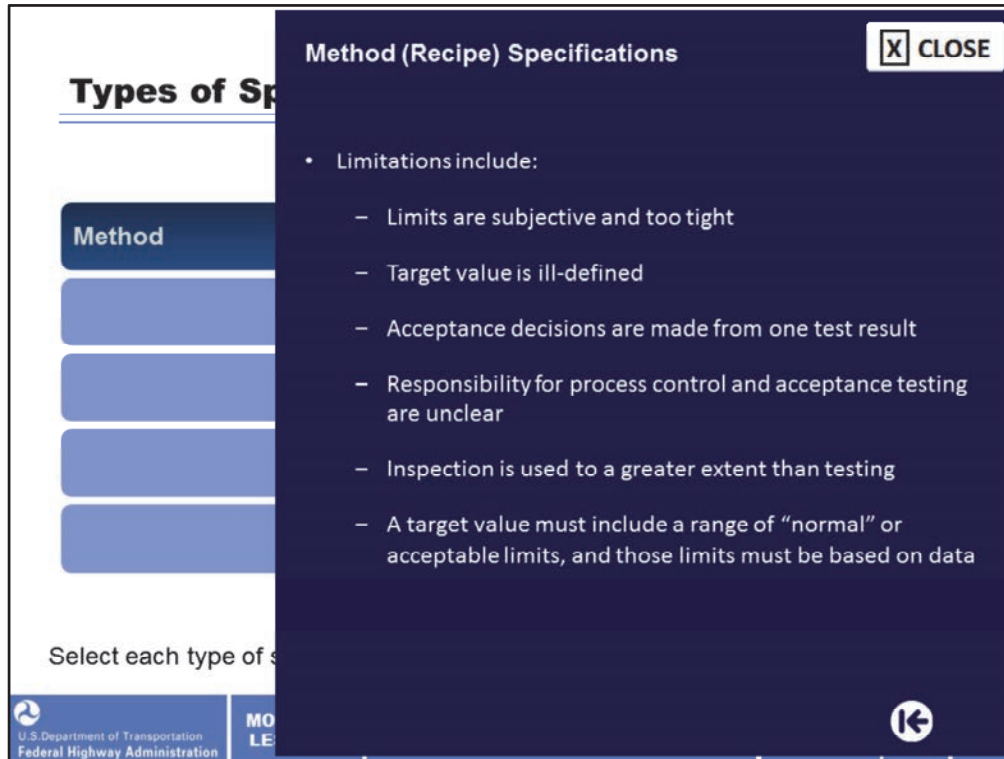 Types of Sp
Method
Select each type of s
U.S.Department of Transportation
Federal Highway Administration
MO
LE
Method (Recipe) Specifications
X CLOSE
• Limitations include:
– Limits are subjective and too tight
– Target value is ill-defined
– Acceptance decisions are made from one test result
– Responsibility for process control and acceptance testing
are unclear
– Inspection is used to a greater extent than testing
– A target value must include a range of “normal” or
acceptable limits, and those limits must be based on data